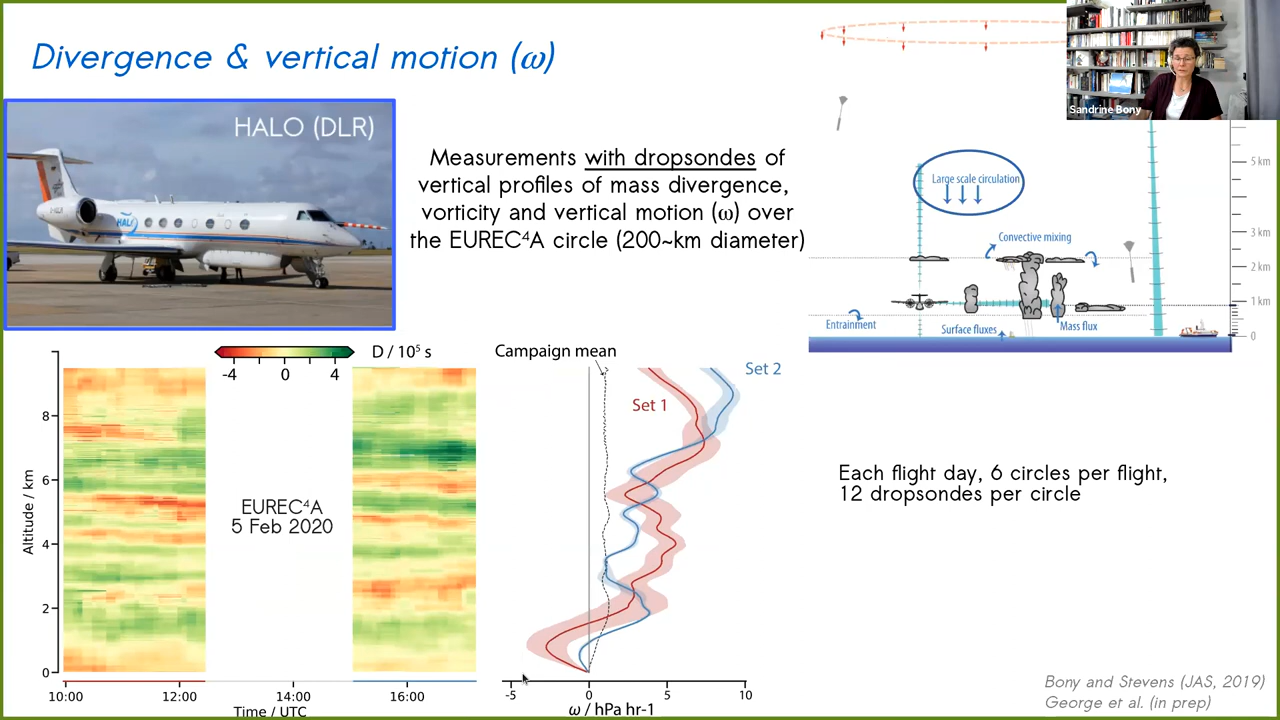 Divergence & vertical motion (ω)
HALO (DLR)
HALO
Measurements with dropsondes of
vertical profiles of mass divergence,
vorticity and vertical motion (ω) over
the EUREC⁴A circle (200~km diameter)
Sandrine Bony
Large scale circulation
Convective mixing
Entrainment
Surface fluxes
Mass flux
5 km
3 km
2 km
1 km
0
D / 10⁵ s
-4 0 4
Altitude / km
8
6
4
2
0
EUREC⁴A
5 Feb 2020
10:00 12:00 14:00 16:00
Time / UTC
Campaign mean
Set 1
Set 2
-5 0 5 10
ω / hPa hr-1
Each flight day, 6 circles per flight,
12 dropsondes per circle
Bony and Stevens (JAS, 2019)
George et al. (in prep)